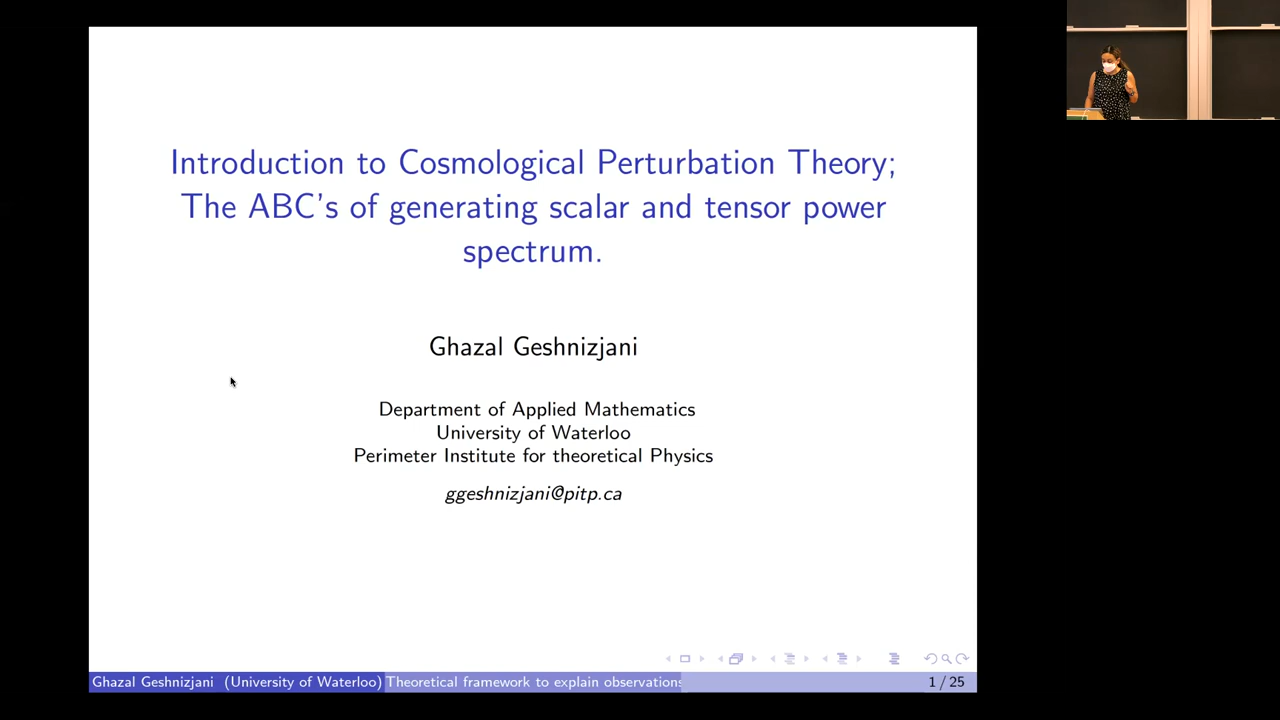 Introduction to Cosmological Perturbation Theory;
The ABC's of generating scalar and tensor power
spectrum.
Ghazal Geshnizjani
Department of Applied Mathematics
University of Waterloo
Perimeter Institute for theoretical Physics
ggeshnizjani@pitp.ca
Ghazal Geshnizjani (University of Waterloo) Theoretical framework to explain observations 1 / 25